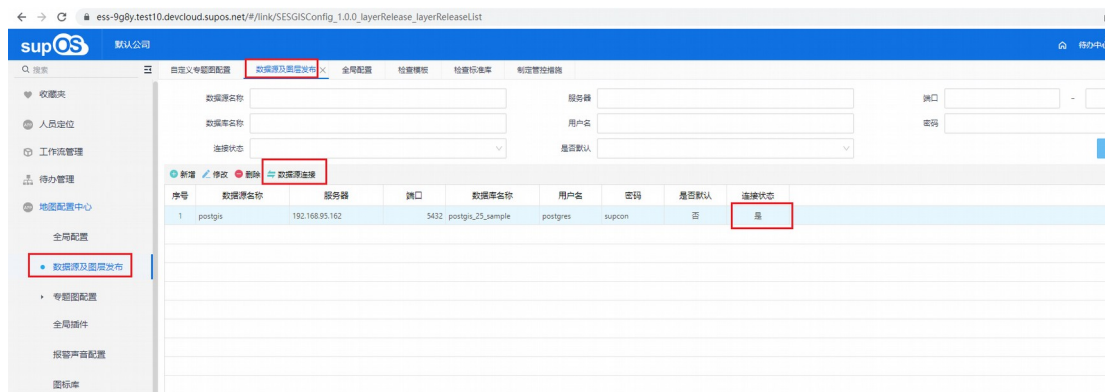 ess-9g8y.test10.devcloud.supos.net/#/link/SESGISConfig_1.0.0_layerRelease_layerReleaseList
supOS 默认公司 待办中心
搜索 自定义专题图配置 数据源及图层发布 × 全局配置 检查模板 检查标准库 制定管控措施
收藏夹 数据源名称 服务器 端口 -
人员定位 数据库名称 用户名 密码
工作流管理 连接状态 是否默认
待办管理 新增 修改 删除 数据源连接
序号 数据源名称 服务器 端口 数据库名称 用户名 密码 是否默认 连接状态
地图配置中心 1 postgis 192.168.95.162 5432 postgis_25_sample postgres supcon 否 是
全局配置
数据源及图层发布
专题图配置
全局插件
报警声音配置
图标库